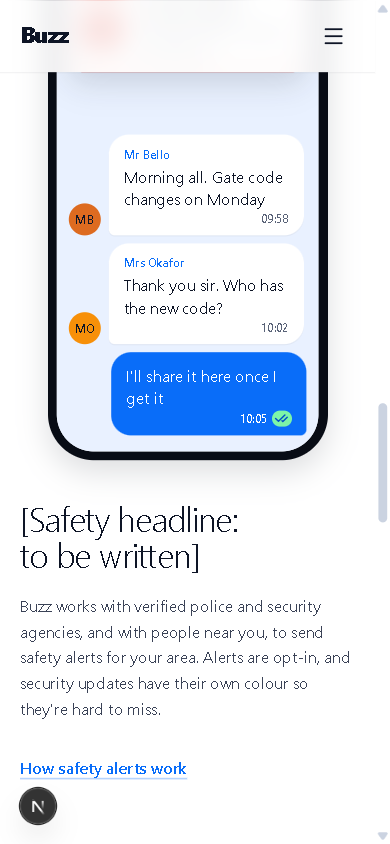 Buzz
Mr Bello
Morning all. Gate code
changes on Monday
09:58
MB
Mrs Okafor
Thank you sir. Who has
the new code?
10:02
MO
I'll share it here once I
get it
10:05
[Safety headline:
to be written]
Buzz works with verified police and security
agencies, and with people near you, to send
safety alerts for your area. Alerts are opt-in, and
security updates have their own colour so
they're hard to miss.
How safety alerts work
N